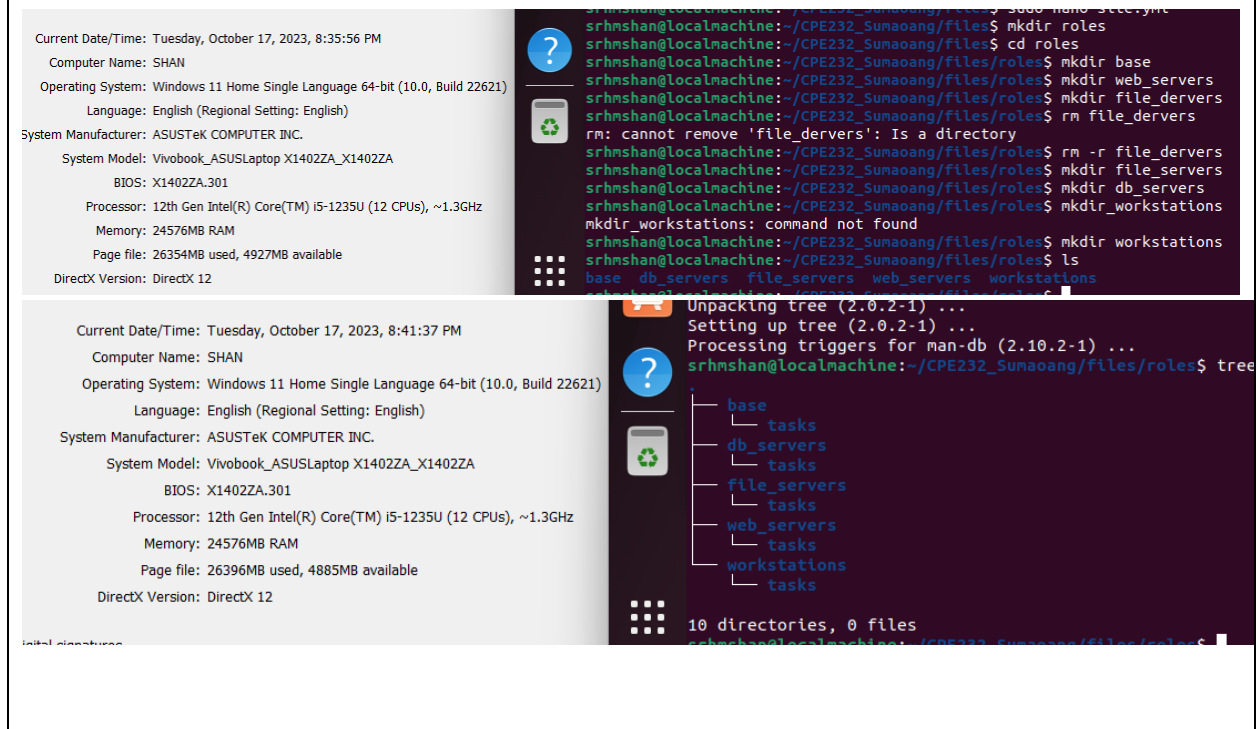 Current Date/Time: Tuesday, October 17, 2023, 8:35:56 PM
Computer Name: SHAN
Operating System: Windows 11 Home Single Language 64-bit (10.0, Build 22621)
Language: English (Regional Setting: English)
System Manufacturer: ASUSTeK COMPUTER INC.
System Model: Vivobook_ASUSLaptop X1402ZA_X1402ZA
BIOS: X1402ZA.301
Processor: 12th Gen Intel(R) Core(TM) i5-1235U (12 CPUs), ~1.3GHz
Memory: 24576MB RAM
Page file: 26354MB used, 4927MB available
DirectX Version: DirectX 12
srhmshan@localmachine:~/CPE232_Sumaoang/files$ sudo nano site.yml
srhmshan@localmachine:~/CPE232_Sumaoang/files$ mkdir roles
srhmshan@localmachine:~/CPE232_Sumaoang/files$ cd roles
srhmshan@localmachine:~/CPE232_Sumaoang/files/roles$ mkdir base
srhmshan@localmachine:~/CPE232_Sumaoang/files/roles$ mkdir web_servers
srhmshan@localmachine:~/CPE232_Sumaoang/files/roles$ mkdir file_dervers
srhmshan@localmachine:~/CPE232_Sumaoang/files/roles$ rm file_dervers
rm: cannot remove 'file_dervers': Is a directory
srhmshan@localmachine:~/CPE232_Sumaoang/files/roles$ rm -r file_dervers
srhmshan@localmachine:~/CPE232_Sumaoang/files/roles$ mkdir file_servers
srhmshan@localmachine:~/CPE232_Sumaoang/files/roles$ mkdir db_servers
srhmshan@localmachine:~/CPE232_Sumaoang/files/roles$ mkdir_workstations
mkdir_workstations: command not found
srhmshan@localmachine:~/CPE232_Sumaoang/files/roles$ mkdir workstations
srhmshan@localmachine:~/CPE232_Sumaoang/files/roles$ ls
base db_servers file_servers web_servers workstations
Current Date/Time: Tuesday, October 17, 2023, 8:41:37 PM
Computer Name: SHAN
Operating System: Windows 11 Home Single Language 64-bit (10.0, Build 22621)
Language: English (Regional Setting: English)
System Manufacturer: ASUSTeK COMPUTER INC.
System Model: Vivobook_ASUSLaptop X1402ZA_X1402ZA
BIOS: X1402ZA.301
Processor: 12th Gen Intel(R) Core(TM) i5-1235U (12 CPUs), ~1.3GHz
Memory: 24576MB RAM
Page file: 26396MB used, 4885MB available
DirectX Version: DirectX 12
Unpacking tree (2.0.2-1) ...
Setting up tree (2.0.2-1) ...
Processing triggers for man-db (2.10.2-1) ...
srhmshan@localmachine:~/CPE232_Sumaoang/files/roles$ tree
.
├── base
│   └── tasks
├── db_servers
│   └── tasks
├── file_servers
│   └── tasks
├── web_servers
│   └── tasks
└── workstations
    └── tasks
10 directories, 0 files
srhmshan@localmachine:~/CPE232_Sumaoang/files/roles$